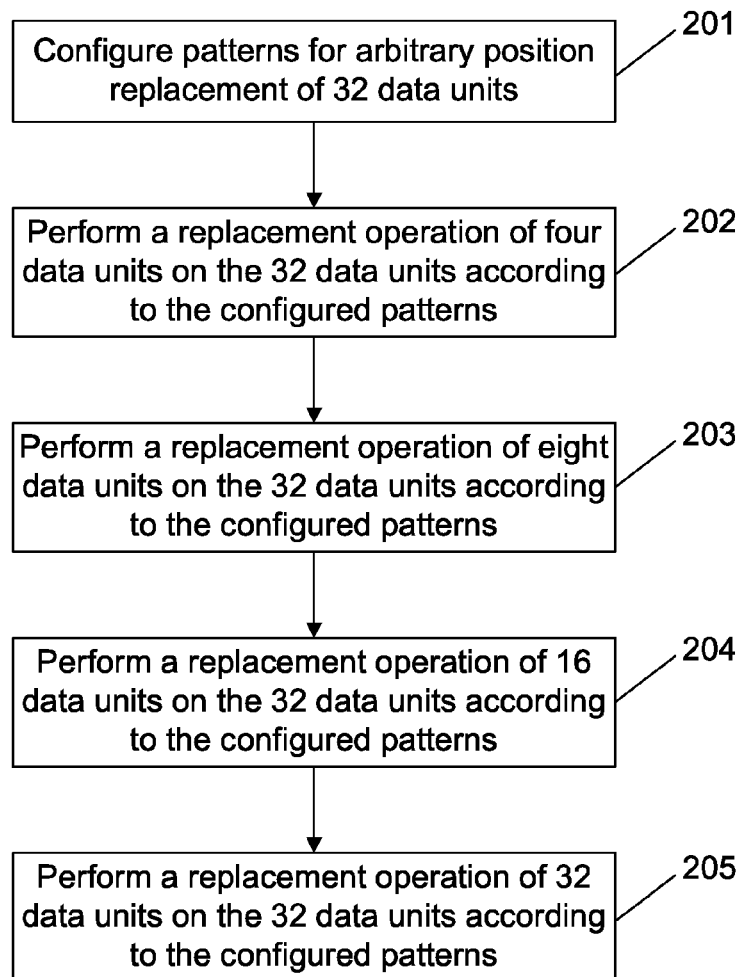 Configure patterns for arbitrary position
replacement of 32 data units
201
Perform a replacement operation of four
data units on the 32 data units according
to the configured patterns
202
Perform a replacement operation of eight
data units on the 32 data units according
to the configured patterns
203
Perform a replacement operation of 16
data units on the 32 data units according
to the configured patterns
204
Perform a replacement operation of 32
data units on the 32 data units according
to the configured patterns
205